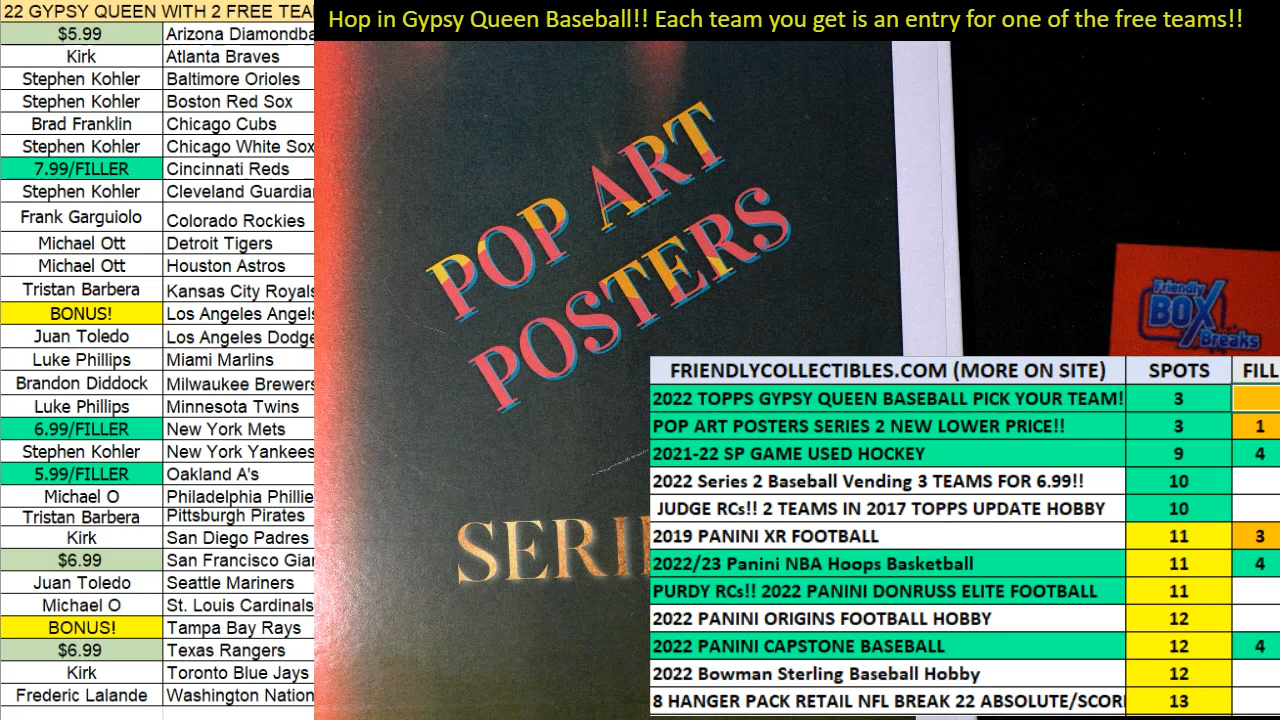 22 GYPSY QUEEN WITH 2 FREE TEA
$5.99 Arizona Diamondba
Kirk Atlanta Braves
Stephen Kohler Baltimore Orioles
Stephen Kohler Boston Red Sox
Brad Franklin Chicago Cubs
Stephen Kohler Chicago White Sox
7.99/FILLER Cincinnati Reds
Stephen Kohler Cleveland Guardia
Frank Garguiolo Colorado Rockies
Michael Ott Detroit Tigers
Michael Ott Houston Astros
Tristan Barbera Kansas City Royals
BONUS! Los Angeles Angels
Juan Toledo Los Angeles Dodge
Luke Phillips Miami Marlins
Brandon Diddock Milwaukee Brewers
Luke Phillips Minnesota Twins
6.99/FILLER New York Mets
Stephen Kohler New York Yankees
5.99/FILLER Oakland A's
Michael O Philadelphia Phillie
Tristan Barbera Pittsburgh Pirates
Kirk San Diego Padres
$6.99 San Francisco Gian
Juan Toledo Seattle Mariners
Michael O St. Louis Cardinals
BONUS! Tampa Bay Rays
$6.99 Texas Rangers
Kirk Toronto Blue Jays
Frederic Lalande Washington Nation
Hop in Gypsy Queen Baseball!! Each team you get is an entry for one of the free teams!!
POP ART
POSTERS
SERI
Friendly
BOX
Breaks
FRIENDLYCOLLECTIBLES.COM (MORE ON SITE) SPOTS FILL
2022 TOPPS GYPSY QUEEN BASEBALL PICK YOUR TEAM! 3
POP ART POSTERS SERIES 2 NEW LOWER PRICE!! 3 1
2021-22 SP GAME USED HOCKEY 9 4
2022 Series 2 Baseball Vending 3 TEAMS FOR 6.99!! 10
JUDGE RCs!! 2 TEAMS IN 2017 TOPPS UPDATE HOBBY 10
2019 PANINI XR FOOTBALL 11 3
2022/23 Panini NBA Hoops Basketball 11 4
PURDY RCs!! 2022 PANINI DONRUSS ELITE FOOTBALL 11
2022 PANINI ORIGINS FOOTBALL HOBBY 12
2022 PANINI CAPSTONE BASEBALL 12 4
2022 Bowman Sterling Baseball Hobby 12
8 HANGER PACK RETAIL NFL BREAK 22 ABSOLUTE/SCOR 13